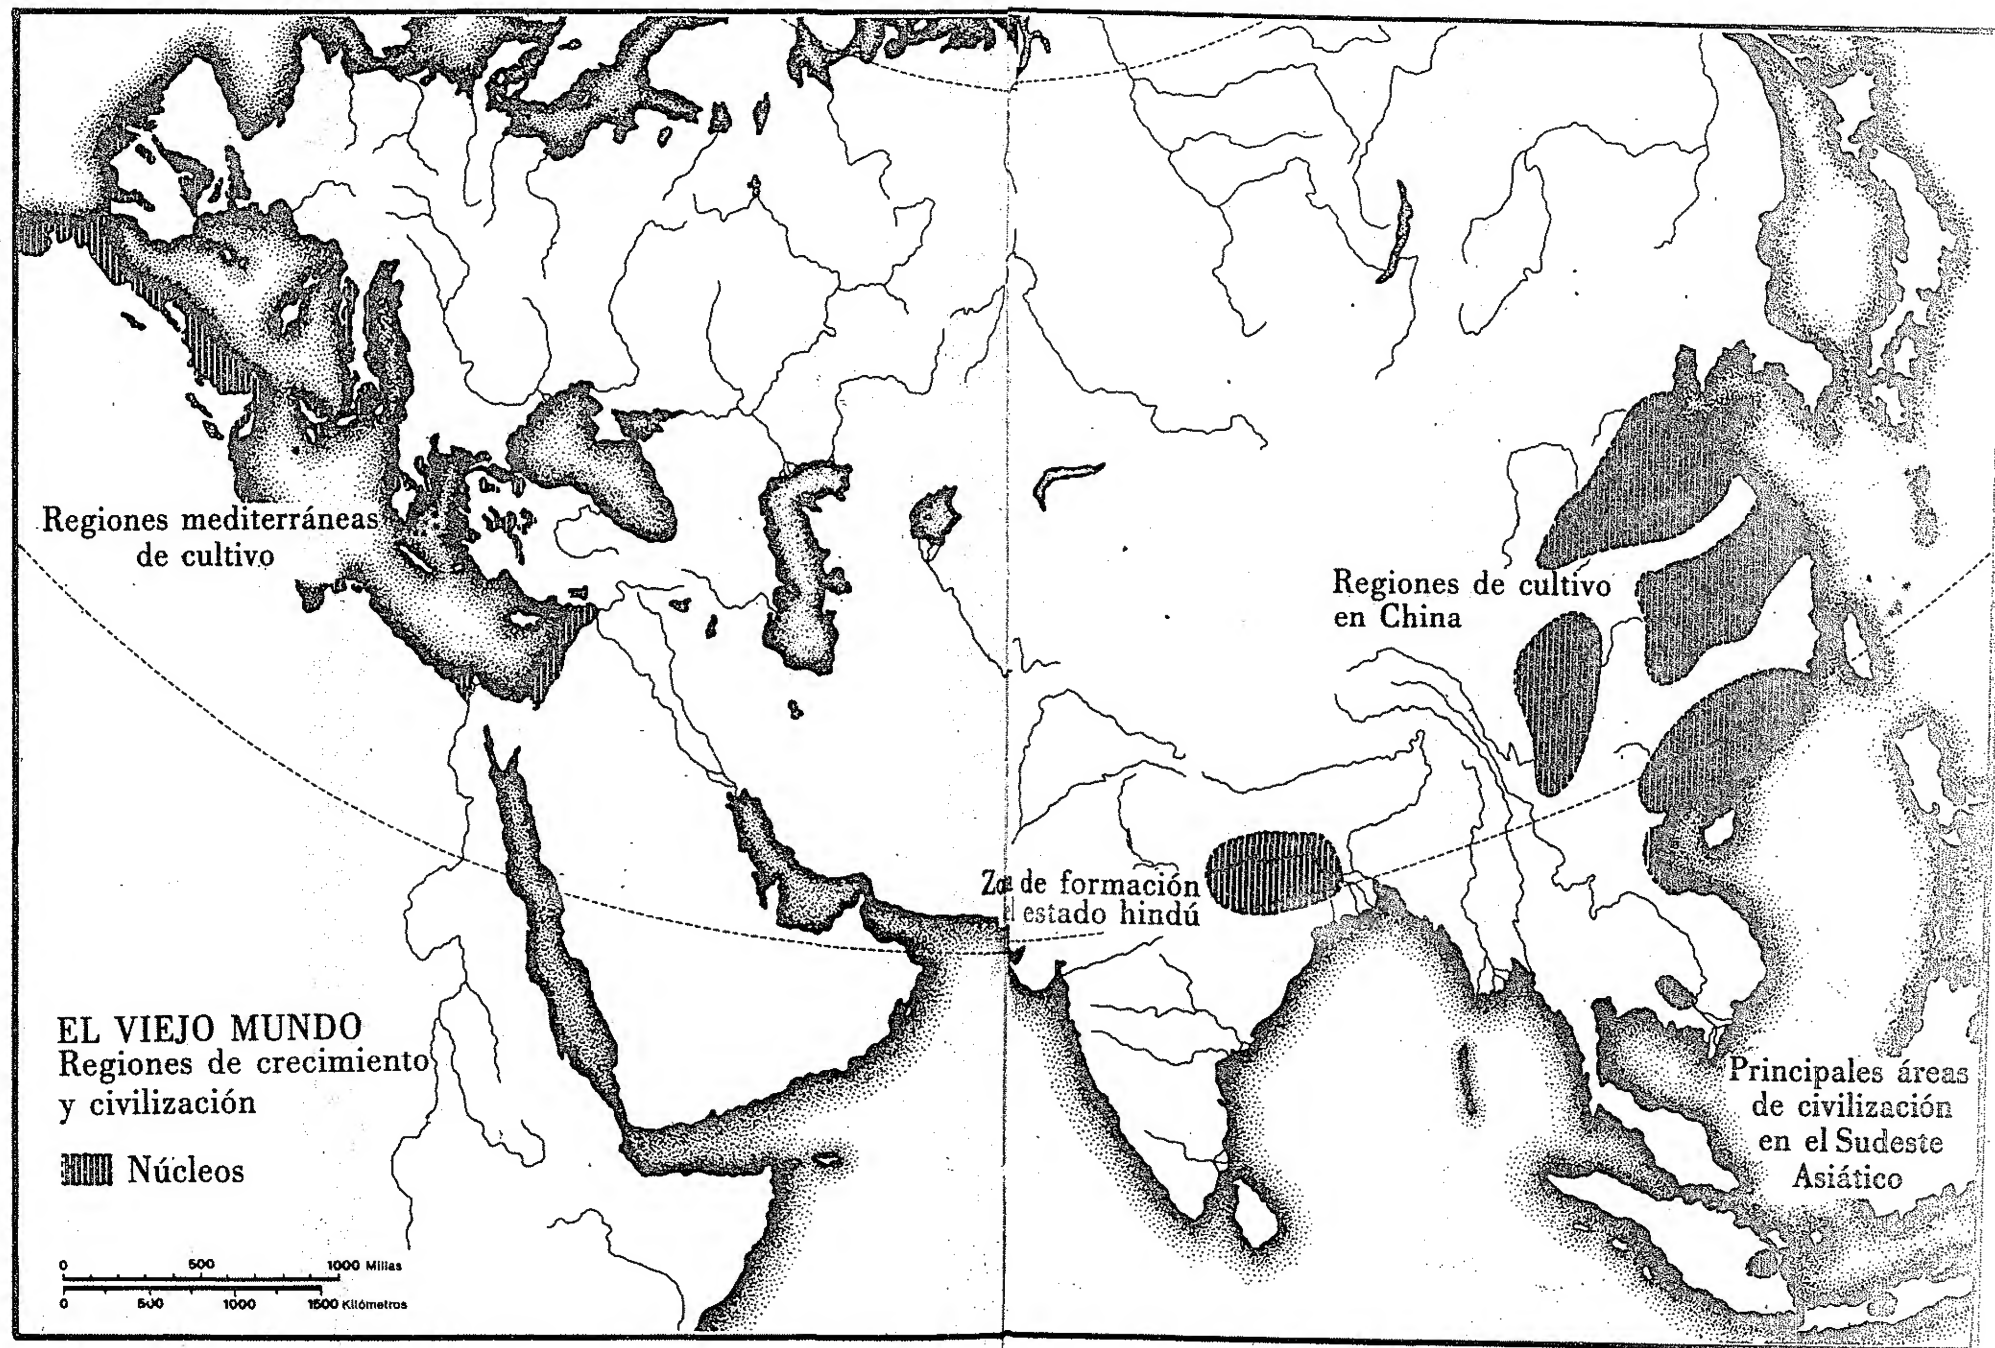 Regiones mediterráneas
de cultivo
Regiones de cultivo
en China
de formación
estado hindú
EL VIEJO MUNDO
Regiones de crecimiento
y civilización
Núcleos
Principales áreas
de civilización
en el Sudeste
Asiático
0 500 1000 Millas
0 500 1000 1500 Kilómetros